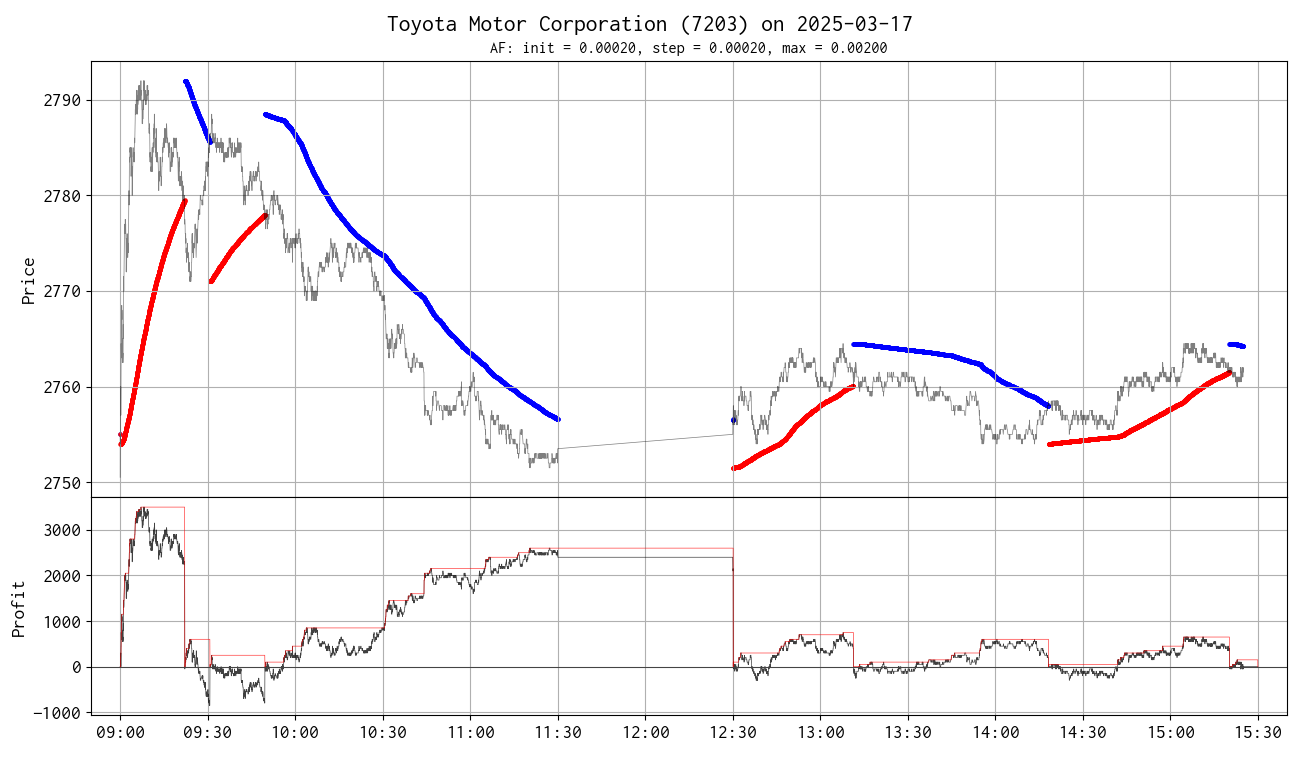 Toyota Motor Corporation (7203) on 2025-03-17
AF: init = 0.00020, step = 0.00020, max = 0.00200
Price
2790
2780
2770
2760
2750
Profit
3000
2000
1000
0
−1000
09:00 09:30 10:00 10:30 11:00 11:30 12:00 12:30 13:00 13:30 14:00 14:30 15:00 15:30